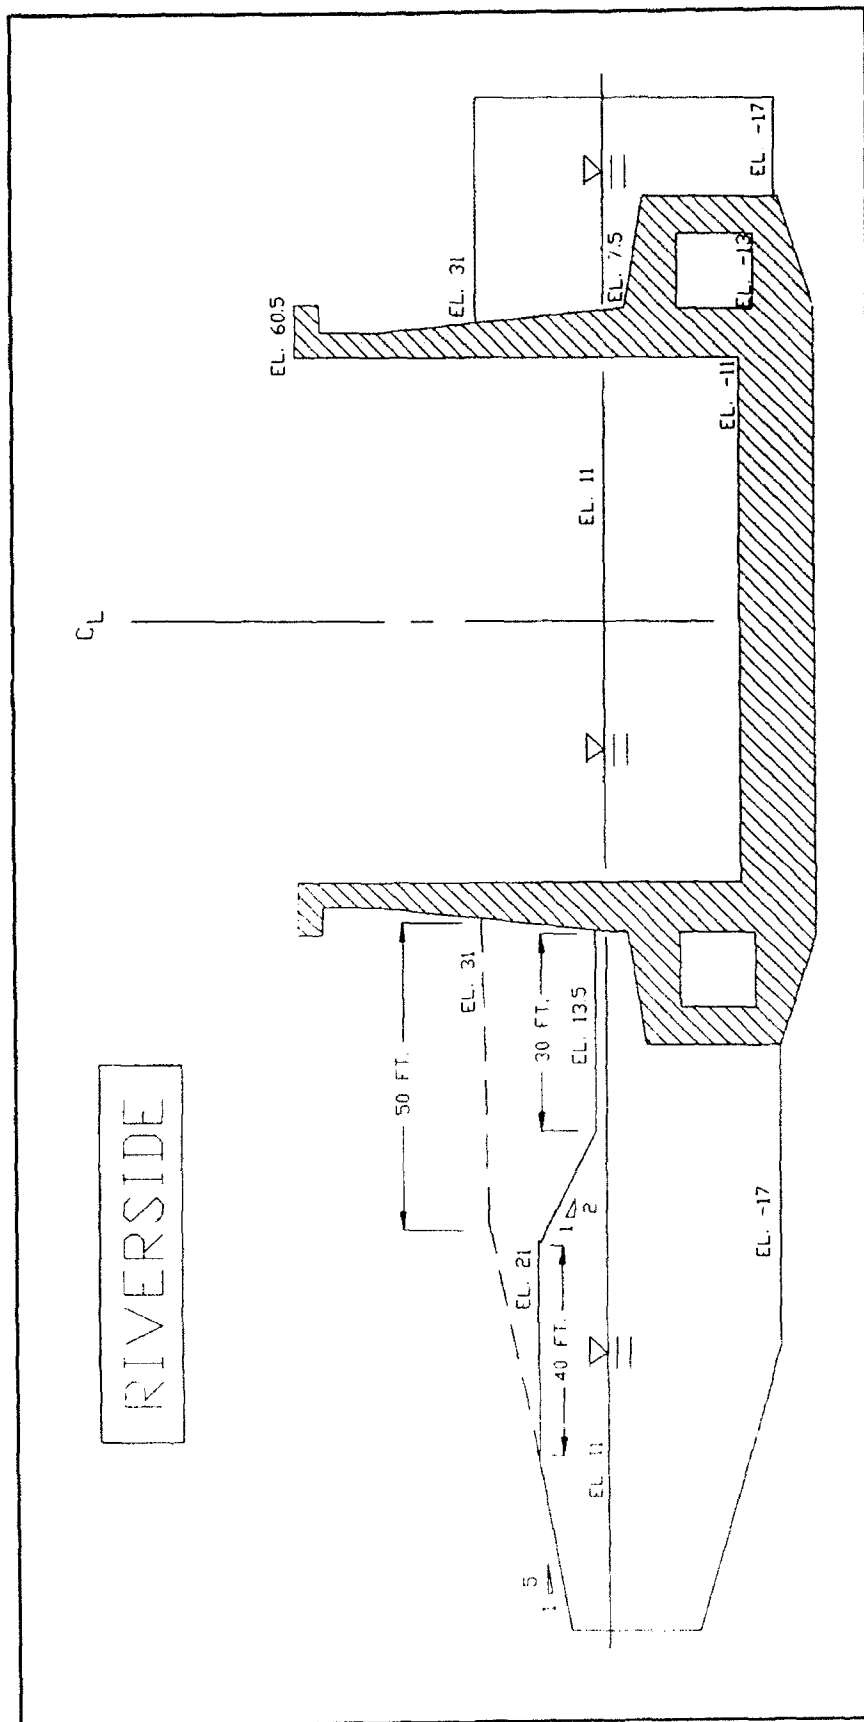 RIVERSIDE
C
L
EL. 60.5
50 FT.
EL. 31
EL. 31
30 FT.
EL. 13.5
EL. 21
1
2
40 FT.
1
5
EL. 11
EL. 11
EL. 7.5
EL. -11
EL. -13
EL. -17
EL. -17